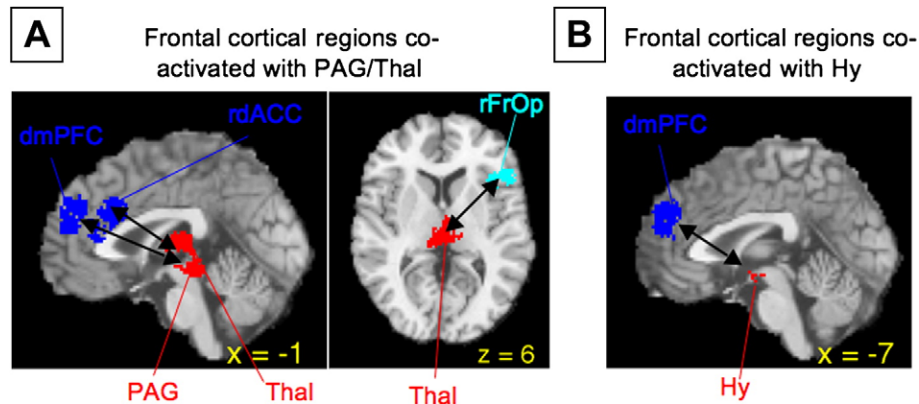 A
Frontal cortical regions co-
activated with PAG/Thal
rdACC
dmPFC
x = -1
PAG
Thal
rFrOp
z = 6
Thal
B
Frontal cortical regions co-
activated with Hy
dmPFC
x = -7
Hy